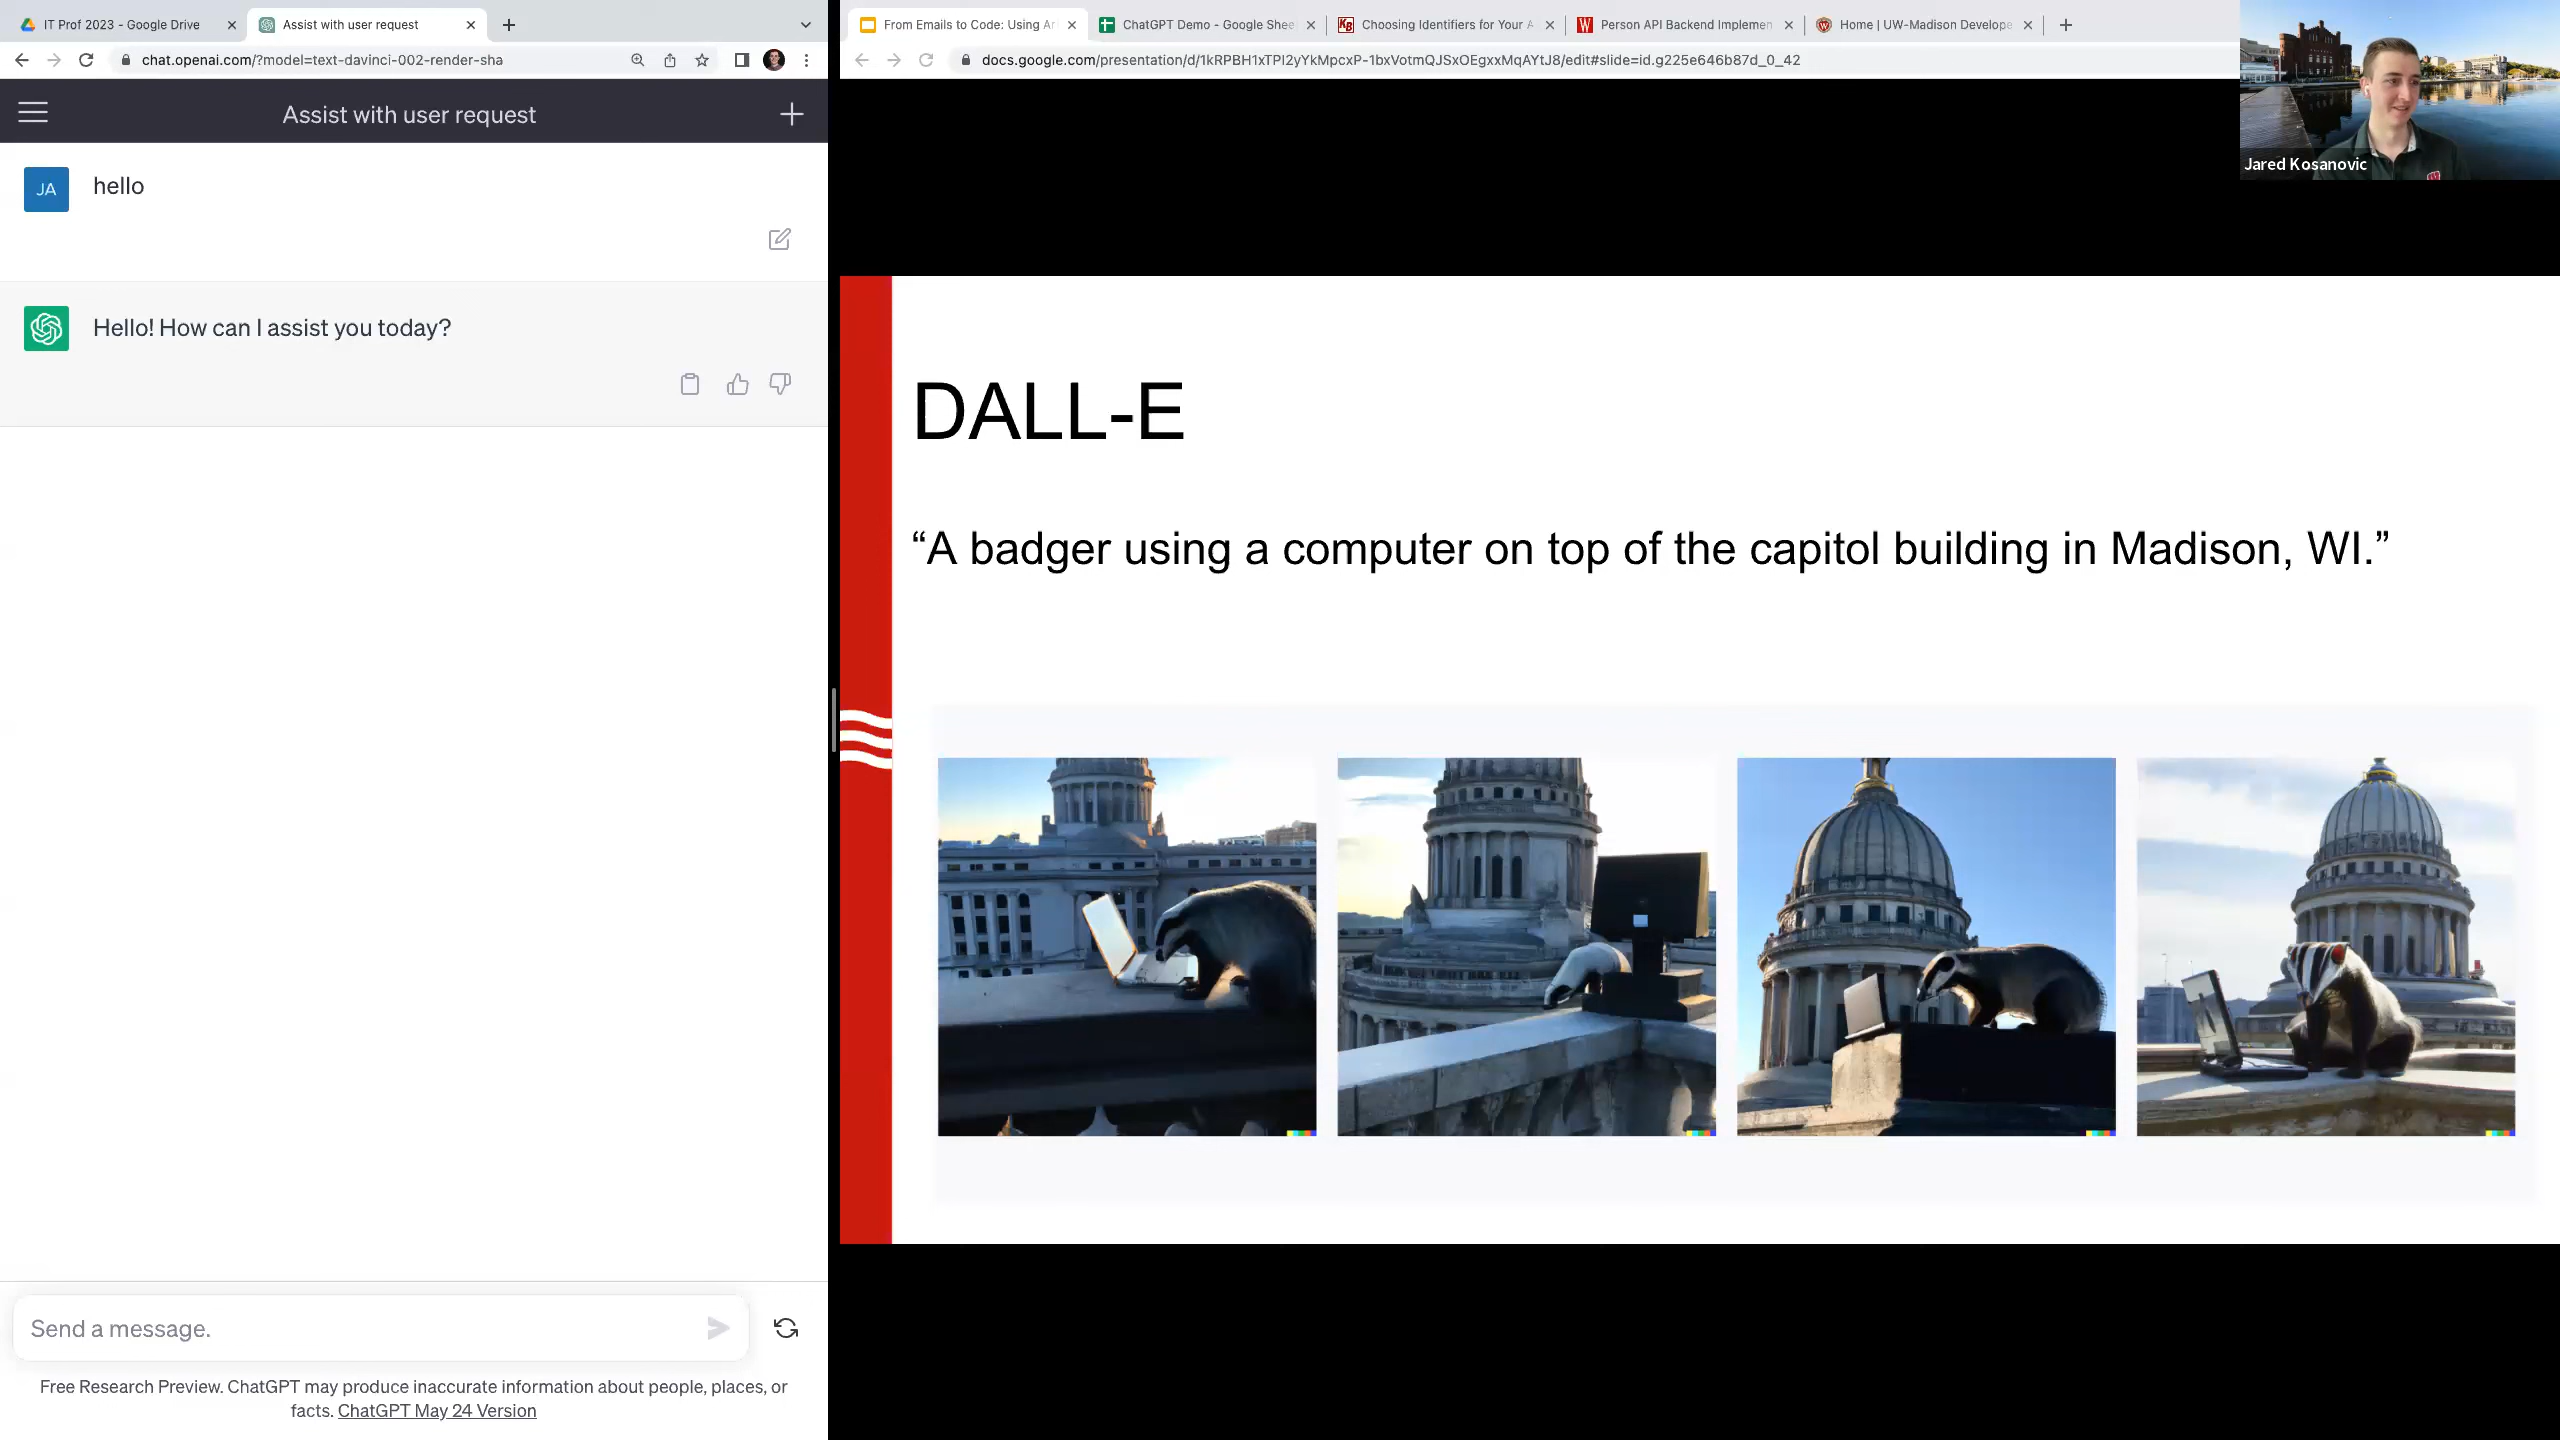 IT Prof 2023 - Google Drive
Assist with user request
From Emails to Code: Using Ar
ChatGPT Demo - Google Shee
Choosing Identifiers for Your A
Person API Backend Implemen
Home | UW-Madison Develope
chat.openai.com/?model=text-davinci-002-render-sha
docs.google.com/presentation/d/1kRPBH1xTPI2yYkMpcxP-1bxVotmQJSxOEgxxMqAYtJ8/edit#slide=id.g225e646b87d_0_42
Assist with user request
JA
hello
Hello! How can I assist you today?
Send a message.
Free Research Preview. ChatGPT may produce inaccurate information about people, places, or
facts. ChatGPT May 24 Version
Jared Kosanovic
DALL-E
“A badger using a computer on top of the capitol building in Madison, WI.”